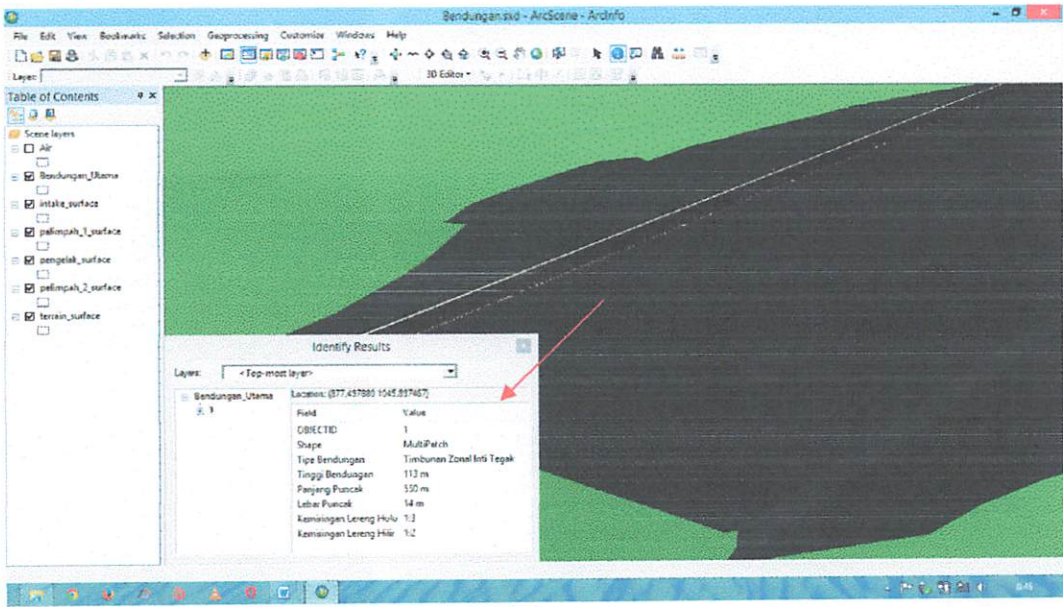 Bendungan.sxd - ArcScene - ArcInfo
File Edit View Bookmarks Selection Geoprocessing Customize Windows Help
Layer:
3D Editor
Table of Contents
Scene layers
Air
Bendungan_Utama
intake_surface
pelimpah_1_surface
pengelak_surface
pelimpah_2_surface
terrain_surface
Identify Results
Layers: <Top-most layer>
Bendungan_Utama
Location:
Field Value
OBJECTID 1
Shape MultiPatch
Tipe Bendungan Timbunan Zonal Inti Tegak
Tinggi Bendungan 113 m
Panjang Puncak 550 m
Lebar Puncak 14 m
Kemiringan Lereng Hulu 1:3
Kemiringan Lereng Hilir 1:2